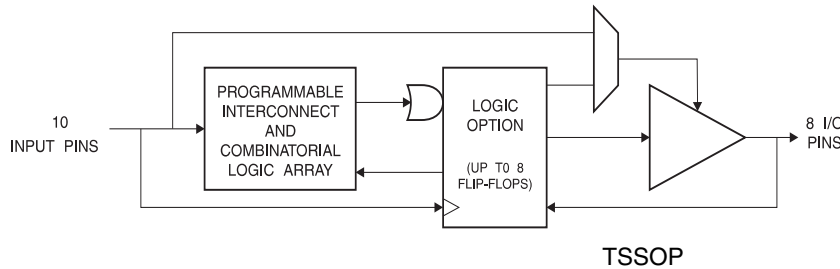 10
INPUT PINS
PROGRAMMABLE
INTERCONNECT
AND
COMBINATORIAL
LOGIC ARRAY
LOGIC
OPTION
(UP T0 8
FLIP-FLOPS)
8 I/O
PINS
TSSOP